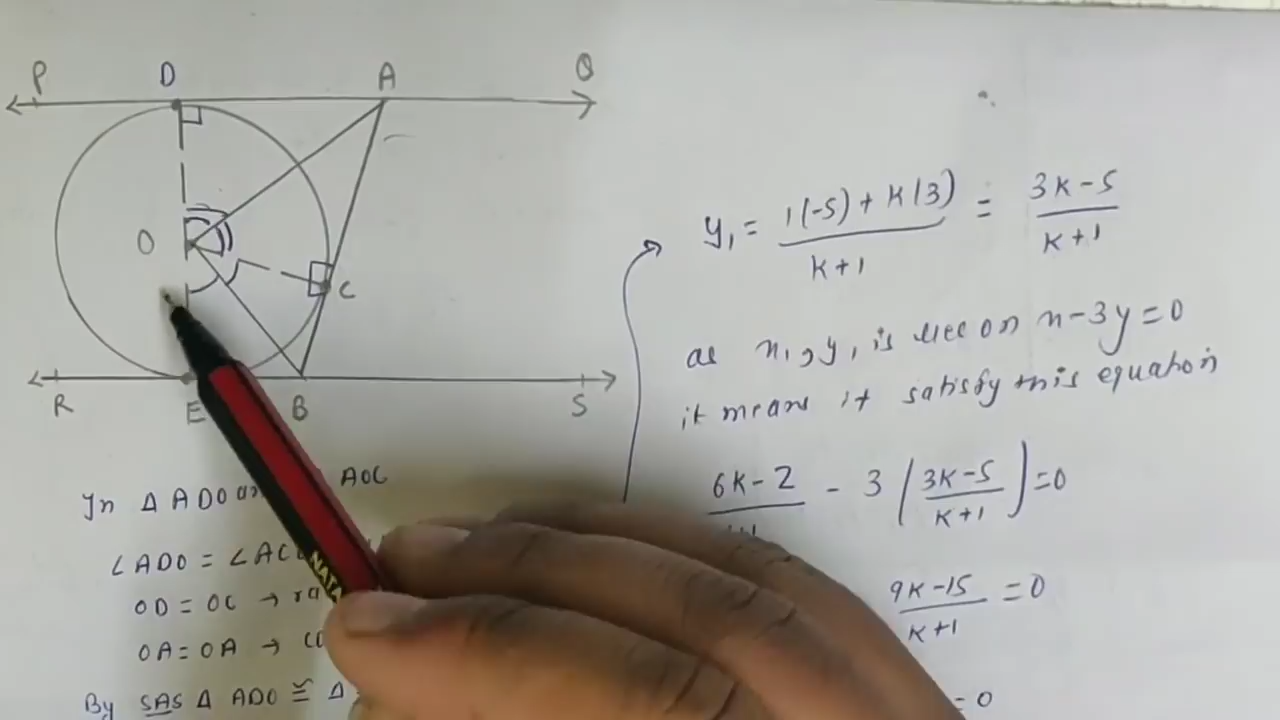 P D A Q
O
C
R E B S
In Δ ADO AOC
∠ADO = ∠AC
OD = OC →
OA = OA →
By SAS Δ ADO ≅ Δ
y₁ = 1(-5) + K(3) / K+1 = 3K-5 / K+1
as x₁, y₁ is on x-3y=0
it means it satisfy this equation
6K-2 / - 3 (3K-5 / K+1) = 0
9K-15 / K+1 = 0
= 0
NATA